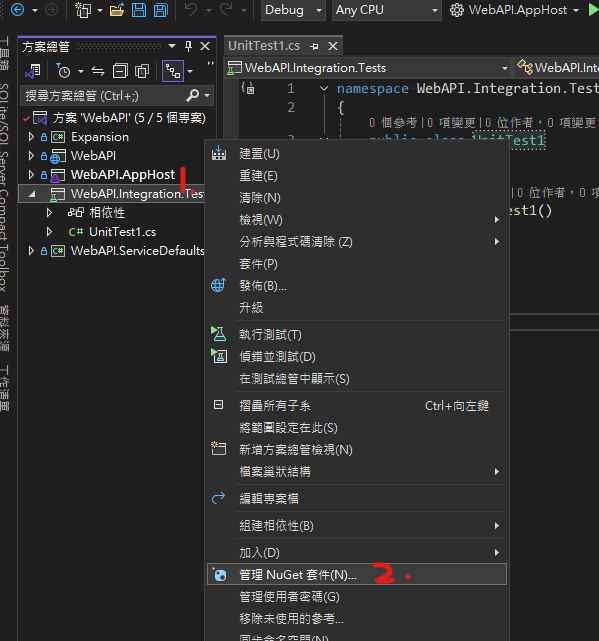 Debug
Any CPU
WebAPI.AppHost
方案總管
搜尋方案總管 (Ctrl+;)
方案 'WebAPI' (5 / 5 個專案)
Expansion
WebAPI
WebAPI.AppHost
WebAPI.Integration.Tes
相依性
UnitTest1.cs
WebAPI.ServiceDefaults
工具箱
SQLite/SQL Server Compact Toolbox
資料來源
工作清單
UnitTest1.cs
WebAPI.Integration.Tests
WebAPI.Inte
1
namespace WebAPI.Integration.Test
2
{
0 個參考|0 項變更|0 位作者，0 項變更
public class UnitTest1
0 位作者，0 項
est1()
1
建置(U)
重建(E)
清除(N)
檢視(W)
分析與程式碼清除 (Z)
套件(P)
發佈(B)...
升級
執行測試(T)
偵錯並測試(D)
在測試總管中顯示(S)
摺疊所有子系 Ctrl+向左鍵
將範圍設定在此(S)
新增方案總管檢視(N)
檔案巢狀結構
編輯專案檔
組建相依性(B)
加入(D)
管理 NuGet 套件(N)... 2.
管理使用者密碼(G)
移除未使用的參考...
同步命名空間(N)